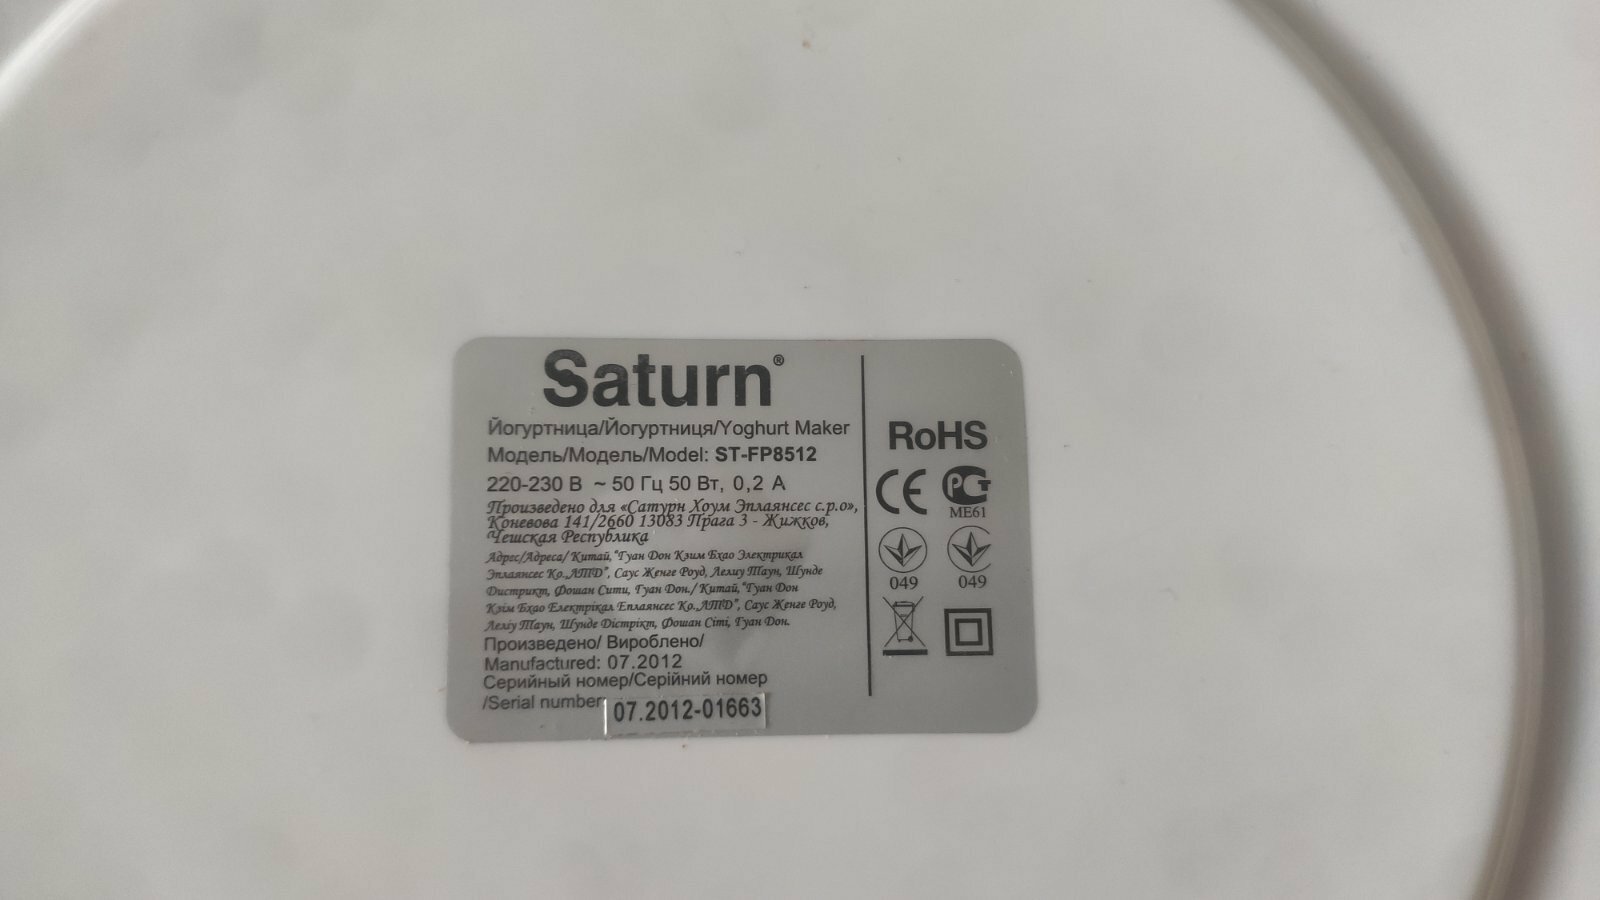 Saturn®
Йогуртница/Йогуртниця/Yoghurt Maker
Модель/Модель/Model: ST-FP8512
220-230 В ~ 50 Гц 50 Вт, 0,2 А
Произведено для «Сатурн Хоум Эплаянсес с.р.о»,
Коневова 141/2660 13083 Прага 3 - Жижков,
Чешская Республика
Адрес/Адреса/ Китай, "Гуан Дон Кзим Бхао Электрикал
Эплаянсес Ко.„ЛТД", Саус Женге Роуд, Лелиу Таун, Шунде
Дистрикт, Фошан Сити, Гуан Дон./ Китай, "Гуан Дон
Кзім Бхао Електрікал Еплаянсес Ко.„ЛТД", Саус Женге Роуд,
Леліу Таун, Шунде Дістрікт, Фошан Сіті, Гуан Дон.
Произведено/ Вироблено/
Manufactured: 07.2012
Серийный номер/Серійний номер
/Serial number
07.2012-01663
RoHS
CE РСТ
ME61
049 049